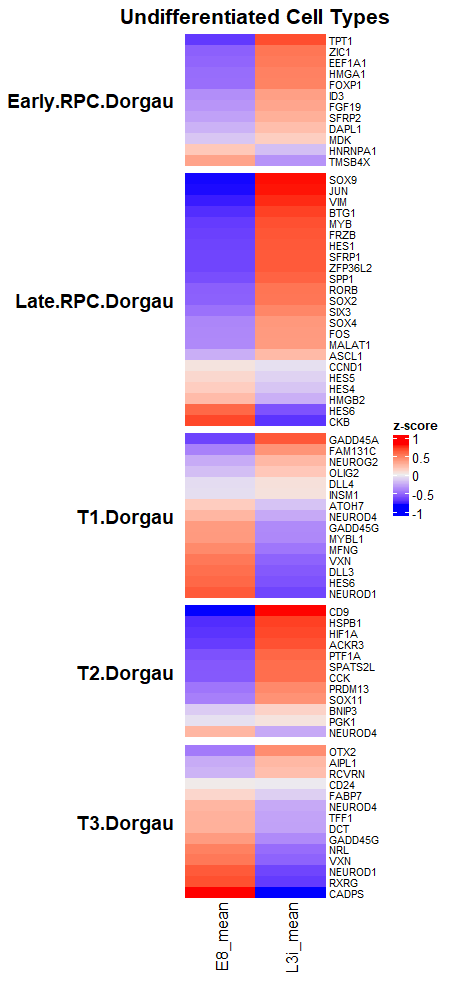 Undifferentiated Cell Types
Early.RPC.Dorgau
TPT1
ZIC1
EEF1A1
HMGA1
FOXP1
ID3
FGF19
SFRP2
DAPL1
MDK
HNRNPA1
TMSB4X
Late.RPC.Dorgau
SOX9
JUN
VIM
BTG1
MYB
FRZB
HES1
SFRP1
ZFP36L2
SPP1
RORB
SOX2
SIX3
SOX4
FOS
MALAT1
ASCL1
CCND1
HES5
HES4
HMGB2
HES6
CKB
T1.Dorgau
GADD45A
FAM131C
NEUROG2
OLIG2
DLL4
INSM1
ATOH7
NEUROD4
GADD45G
MYBL1
MFNG
VXN
DLL3
HES6
NEUROD1
T2.Dorgau
CD9
HSPB1
HIF1A
ACKR3
PTF1A
SPATS2L
CCK
PRDM13
SOX11
BNIP3
PGK1
NEUROD4
T3.Dorgau
OTX2
AIPL1
RCVRN
CD24
FABP7
NEUROD4
TFF1
DCT
GADD45G
NRL
VXN
NEUROD1
RXRG
CADPS
E8_mean
L3i_mean
z-score
1
0.5
0
-0.5
-1